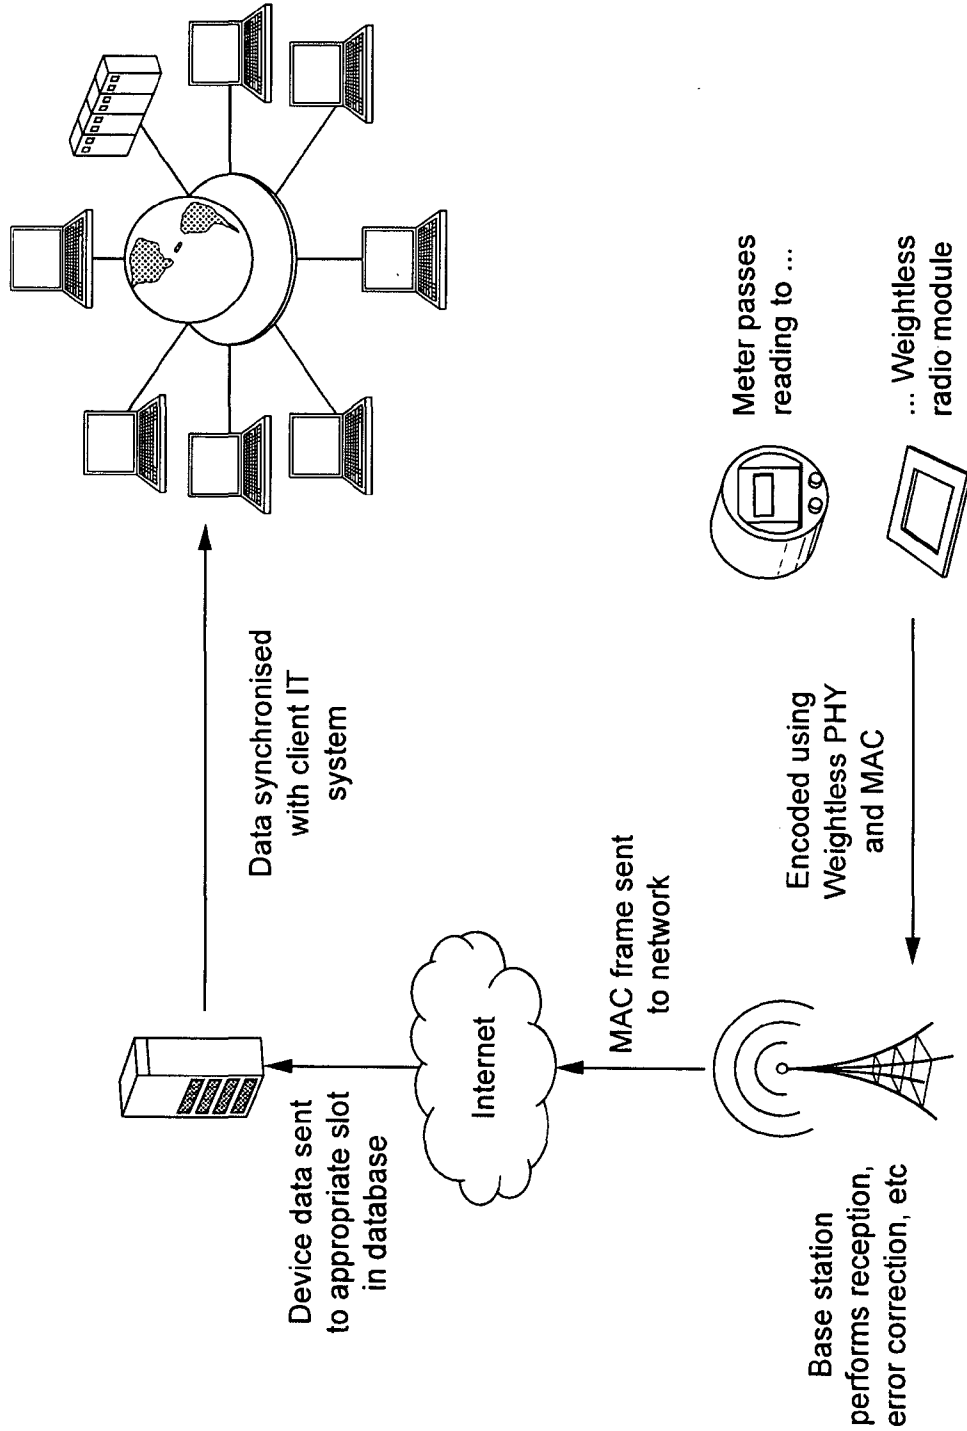 Meter passes
reading to ...
... Weightless
radio module
Encoded using
Weightless PHY
and MAC
Base station
performs reception,
error correction, etc
MAC frame sent
to network
Internet
Device data sent
to appropriate slot
in database
Data synchronised
with client IT
system